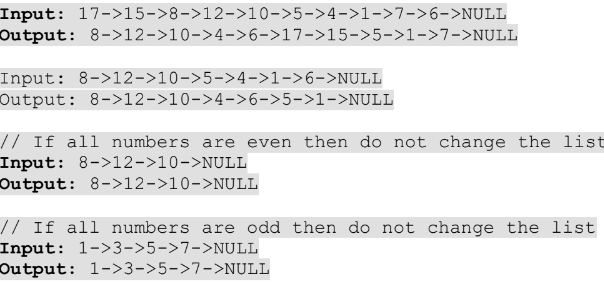 Input: 17->15->8->12->10->5->4->1->7->6->NULL
Output: 8->12->10->4->6->17->15->5->1->7->NULL
Input: 8->12->10->5->4->1->6->NULL
Output: 8->12->10->4->6->5->1->NULL
// If all numbers are even then do not change the list
Input: 8->12->10->NULL
Output: 8->12->10->NULL
// If all numbers are odd then do not change the list
Input: 1->3->5->7->NULL
Output: 1->3->5->7->NULL